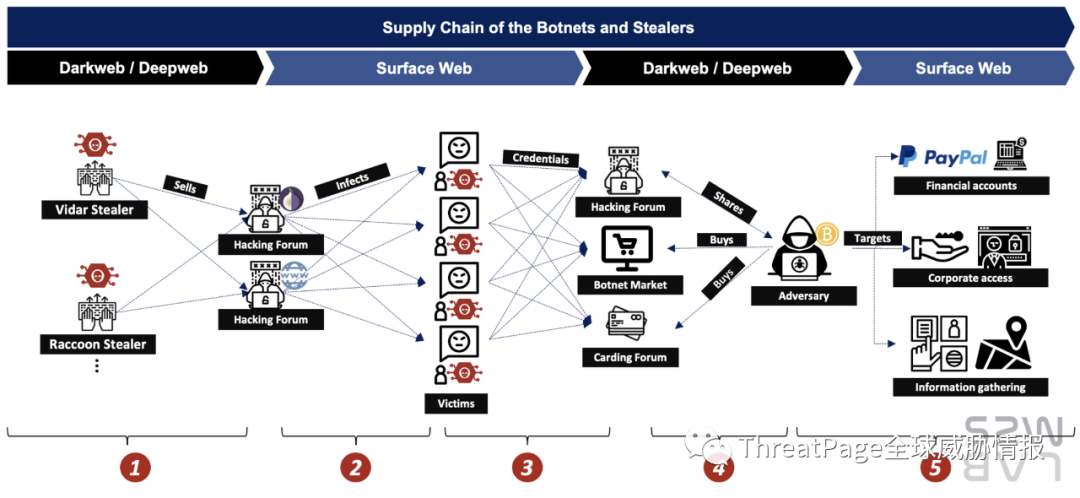 Supply Chain of the Botnets and Stealers
Darkweb / Deepweb
Surface Web
Darkweb / Deepweb
Surface Web
Vidar Stealer
Raccoon Stealer
Sells
Hacking Forum
www
Hacking Forum
Infects
Victims
Credentials
Hacking Forum
Botnet Market
Carding Forum
Shares
Buys
Buys
Adversary
Targets
PayPal
Financial accounts
Corporate access
Information gathering
1
2
3
4
5
S2W LAB
ThreatPage全球威胁情报